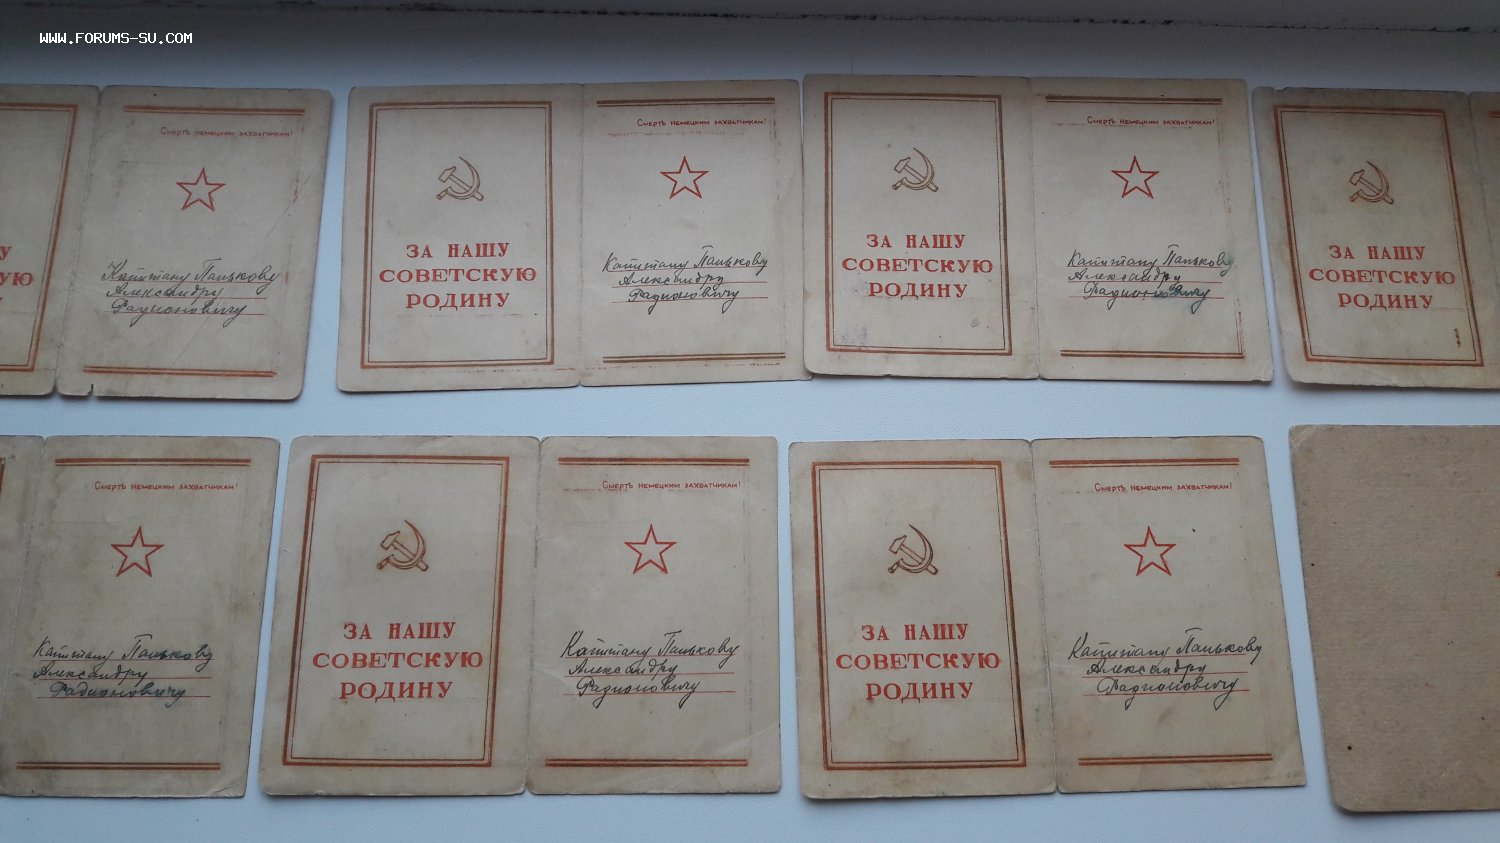 WWW.FORUMS-SU.COM
Смерть немецким захватчикам!
Капитану Панькову
Александру
Радионовичу
ЗА НАШУ
СОВЕТСКУЮ
РОДИНУ
Смерть немецким захватчикам!
Капитану Панькову
Александру
Радионовичу
ЗА НАШУ
СОВЕТСКУЮ
РОДИНУ
Смерть немецким захватчикам!
Капитану Панькову
Александру
Радионовичу
ЗА НАШУ
СОВЕТСКУЮ
РОДИНУ
Смерть немецким захватчикам!
Капитану Панькову
Александру
Радионовичу
ЗА НАШУ
СОВЕТСКУЮ
РОДИНУ
Смерть немецким захватчикам!
Капитану Панькову
Александру
Радионовичу
ЗА НАШУ
СОВЕТСКУЮ
РОДИНУ
Смерть немецким захватчикам!
Капитану Панькову
Александру
Радионовичу